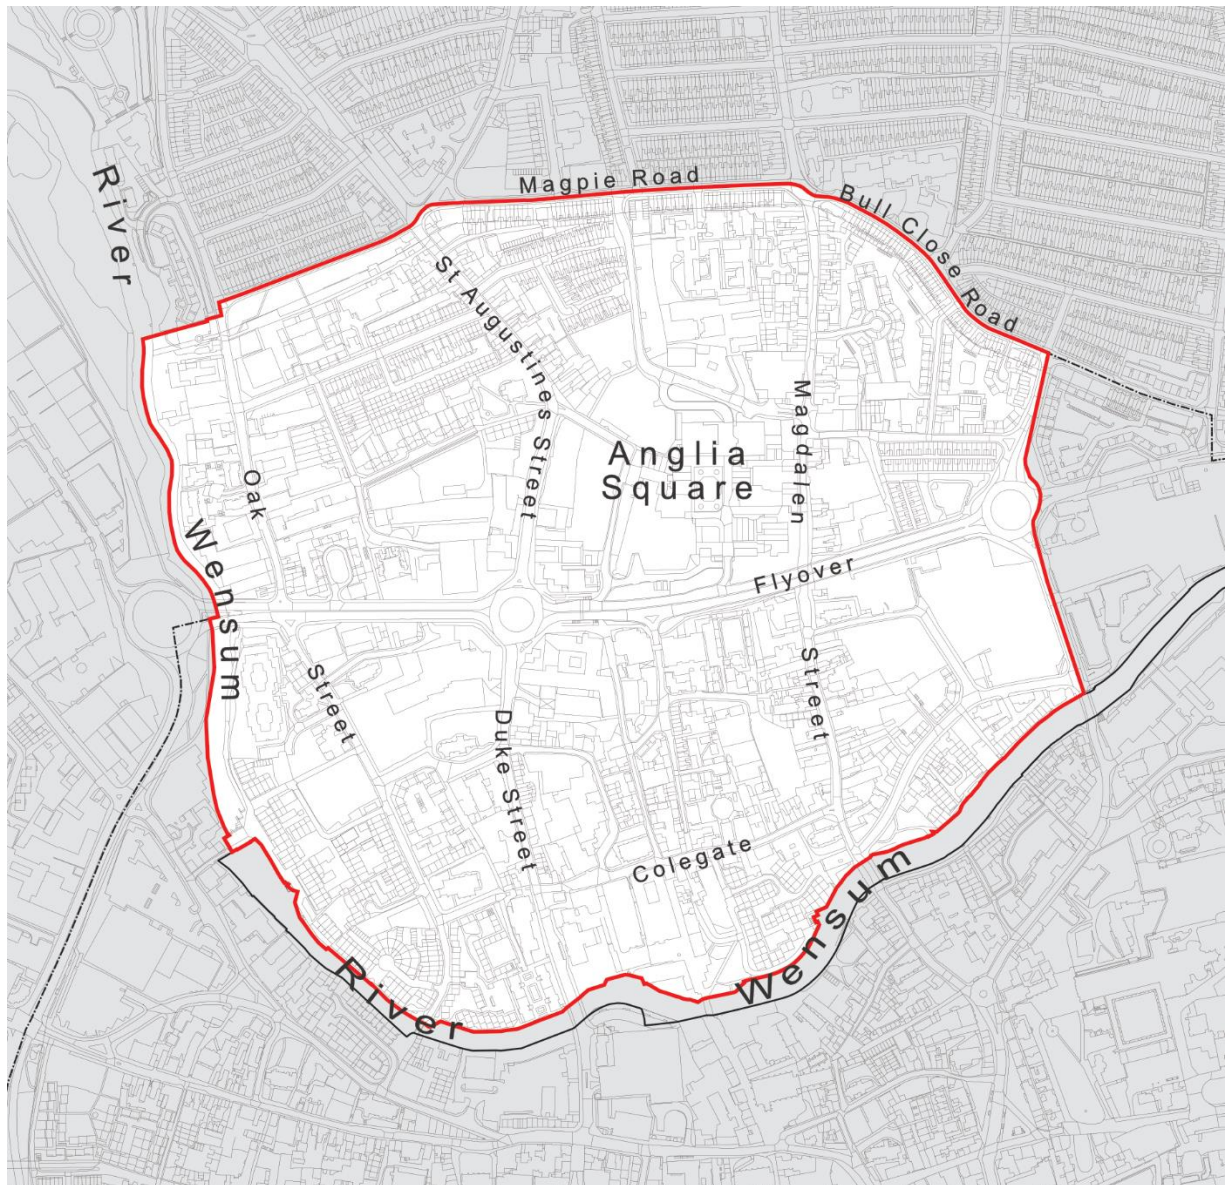 Magpie Road
Bull Close Road
River
St Augustines Street
Magdalen
Anglia
Square
Oak
Wensum
Flyover
Street
Street
Duke Street
Colegate
Wensum
River